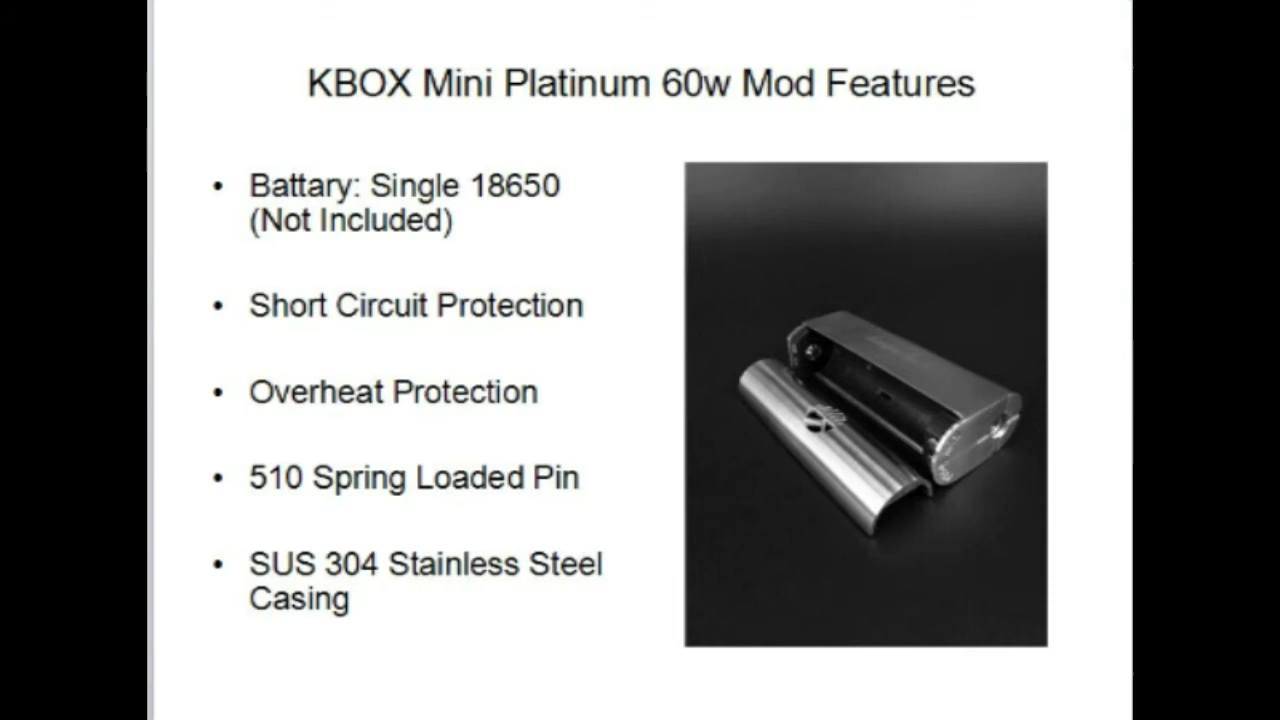 KBOX Mini Platinum 60w Mod Features
• Battary: Single 18650
(Not Included)
• Short Circuit Protection
• Overheat Protection
• 510 Spring Loaded Pin
• SUS 304 Stainless Steel
Casing